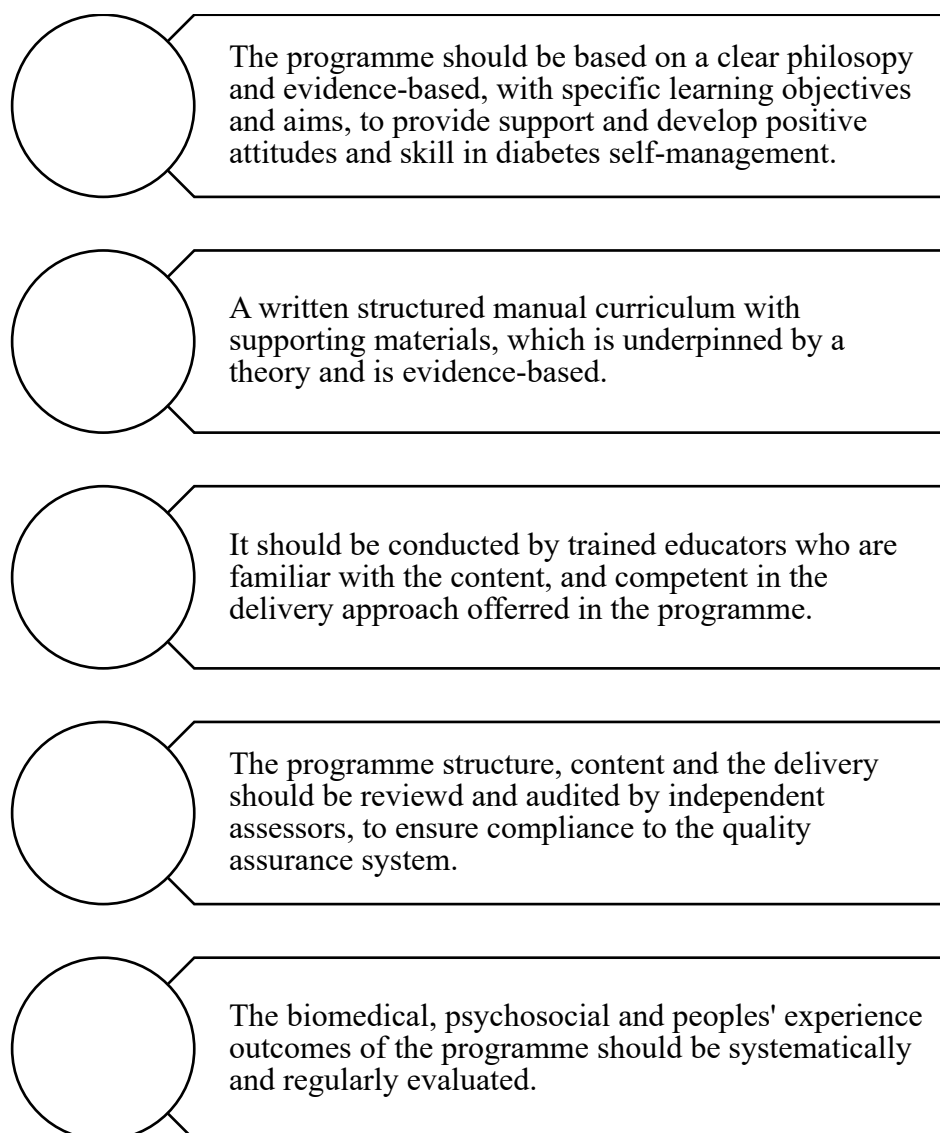 The programme should be based on a clear philosopy
and evidence-based, with specific learning objectives
and aims, to provide support and develop positive
attitudes and skill in diabetes self-management.
A written structured manual curriculum with
supporting materials, which is underpinned by a
theory and is evidence-based.
It should be conducted by trained educators who are
familiar with the content, and competent in the
delivery approach offerred in the programme.
The programme structure, content and the delivery
should be reviewd and audited by independent
assessors, to ensure compliance to the quality
assurance system.
The biomedical, psychosocial and peoples' experience
outcomes of the programme should be systematically
and regularly evaluated.